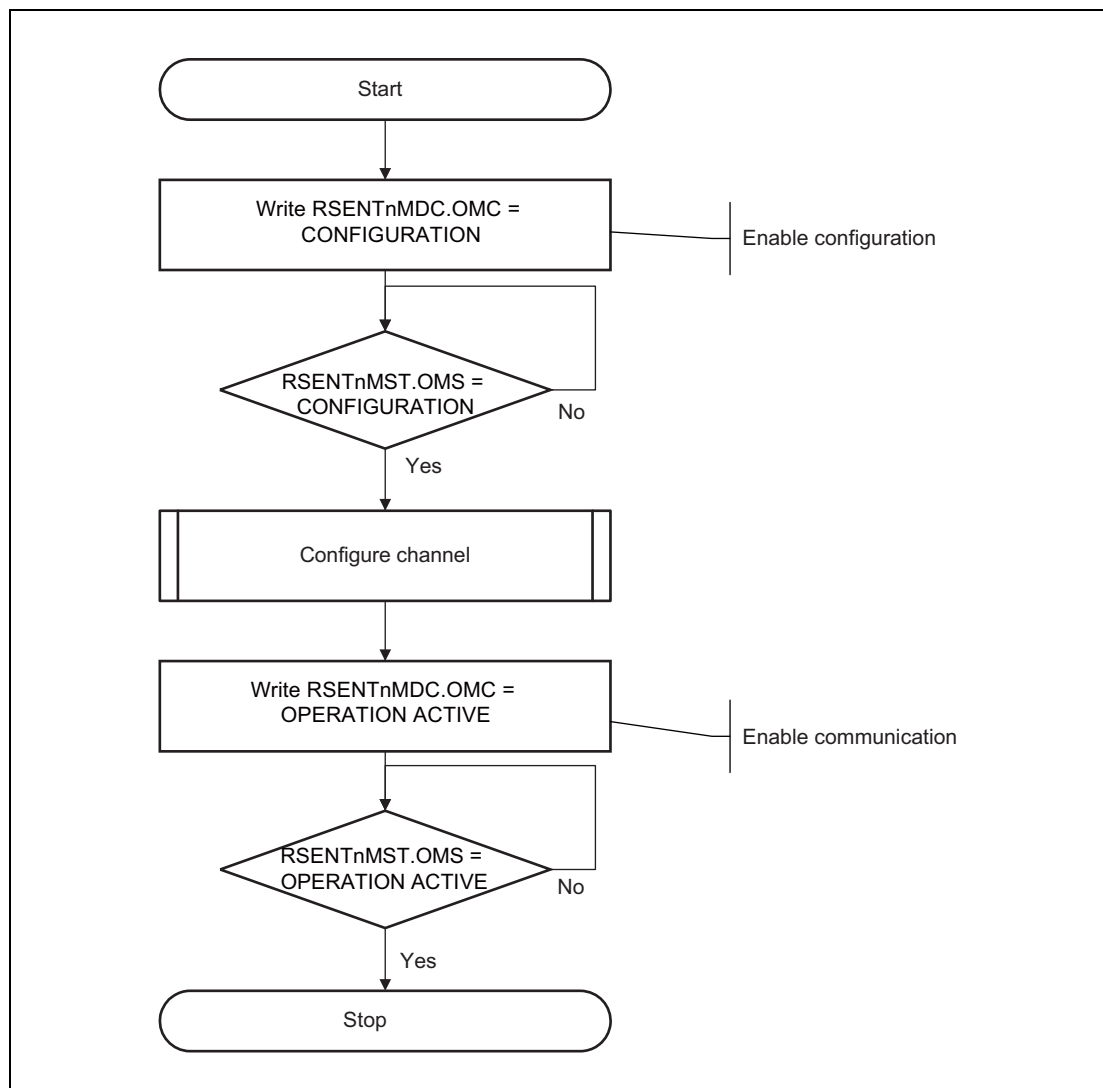 Start
Write RSENTnMDC.OMC =
CONFIGURATION
Enable configuration
RSENTnMST.OMS =
CONFIGURATION
No
Yes
Configure channel
Write RSENTnMDC.OMC =
OPERATION ACTIVE
Enable communication
RSENTnMST.OMS =
OPERATION ACTIVE
No
Yes
Stop